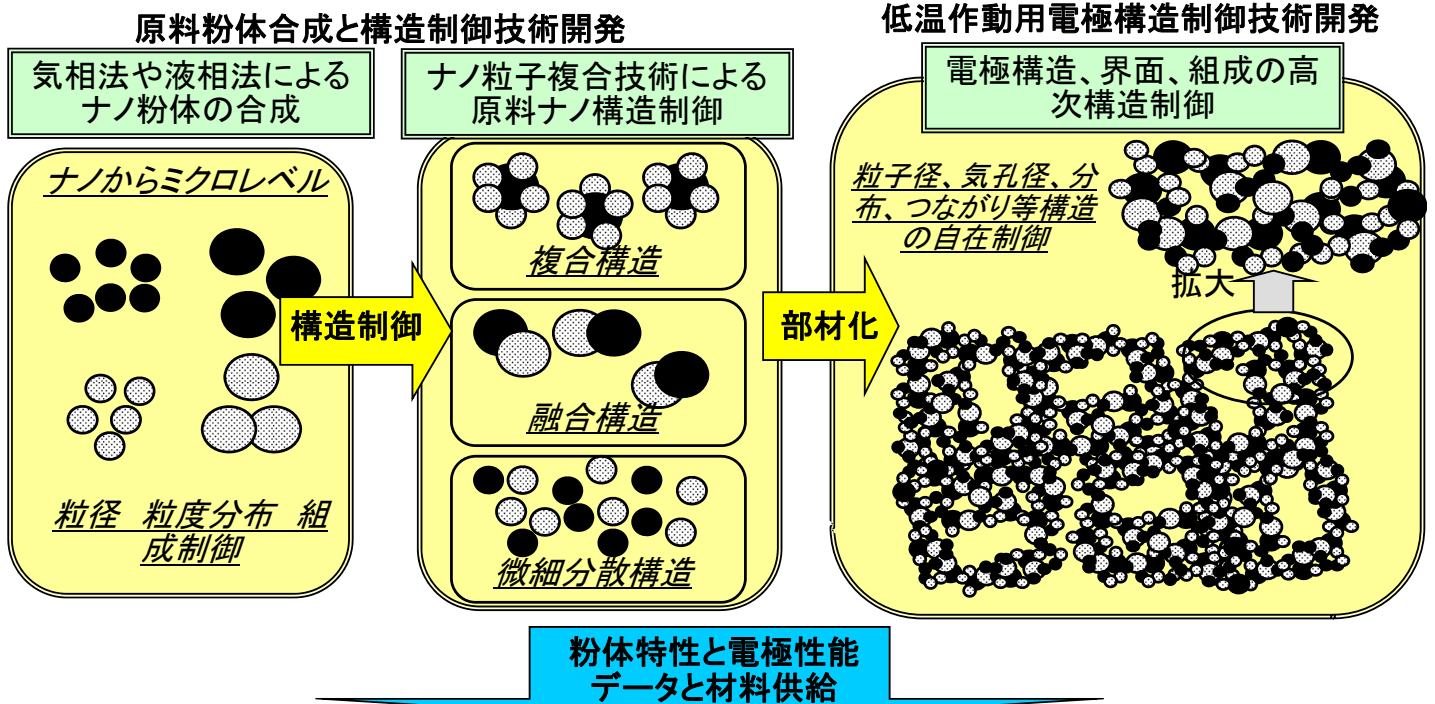 原料粉体合成と構造制御技術開発
低温作動用電極構造制御技術開発
気相法や液相法による
ナノ粉体の合成
ナノ粒子複合技術による
原料ナノ構造制御
電極構造、界面、組成の高
次構造制御
ナノからミクロレベル
粒径　粒度分布　組
成制御
構造制御
複合構造
融合構造
微細分散構造
部材化
粒子径、気孔径、分
布、つながり等構造
の自在制御
拡大
粉体特性と電極性能
データと材料供給